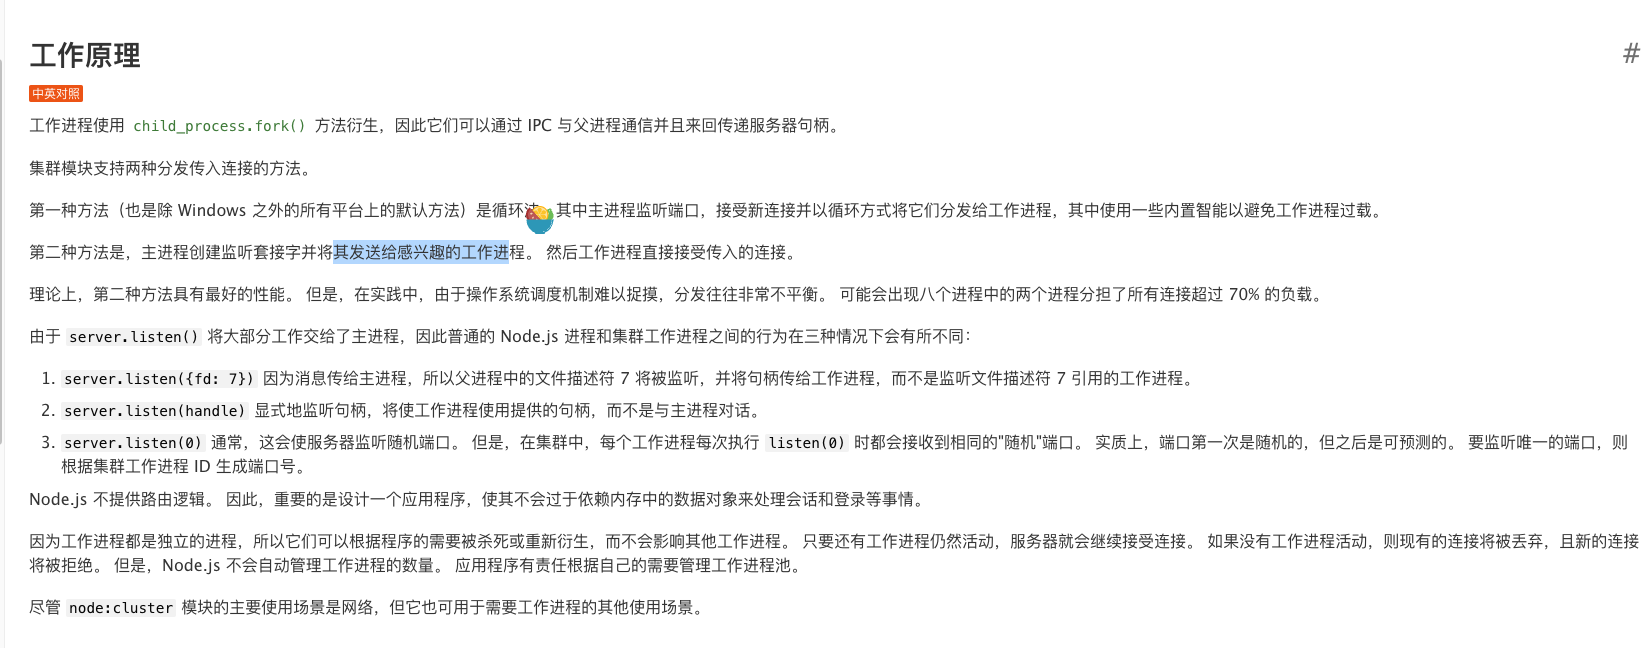 工作原理
#
中英对照
工作进程使用 child_process.fork() 方法衍生，因此它们可以通过 IPC 与父进程通信并且来回传递服务器句柄。
集群模块支持两种分发传入连接的方法。
第一种方法（也是除 Windows 之外的所有平台上的默认方法）是循环法，其中主进程监听端口，接受新连接并以循环方式将它们分发给工作进程，其中使用一些内置智能以避免工作进程过载。
第二种方法是，主进程创建监听套接字并将其发送给感兴趣的工作进程。 然后工作进程直接接受传入的连接。
理论上，第二种方法具有最好的性能。 但是，在实践中，由于操作系统调度机制难以捉摸，分发往往非常不平衡。 可能会出现八个进程中的两个进程分担了所有连接超过 70% 的负载。
由于 server.listen() 将大部分工作交给了主进程，因此普通的 Node.js 进程和集群工作进程之间的行为在三种情况下会有所不同：
1. server.listen({fd: 7}) 因为消息传给主进程，所以父进程中的文件描述符 7 将被监听，并将句柄传给工作进程，而不是监听文件描述符 7 引用的工作进程。
2. server.listen(handle) 显式地监听句柄，将使工作进程使用提供的句柄，而不是与主进程对话。
3. server.listen(0) 通常，这会使服务器监听随机端口。 但是，在集群中，每个工作进程每次执行 listen(0) 时都会接收到相同的"随机"端口。 实质上，端口第一次是随机的，但之后是可预测的。 要监听唯一的端口，则
根据集群工作进程 ID 生成端口号。
Node.js 不提供路由逻辑。 因此，重要的是设计一个应用程序，使其不会过于依赖内存中的数据对象来处理会话和登录等事情。
因为工作进程都是独立的进程，所以它们可以根据程序的需要被杀死或重新衍生，而不会影响其他工作进程。 只要还有工作进程仍然活动，服务器就会继续接受连接。 如果没有工作进程活动，则现有的连接将被丢弃，且新的连接
将被拒绝。 但是，Node.js 不会自动管理工作进程的数量。 应用程序有责任根据自己的需要管理工作进程池。
尽管 node:cluster 模块的主要使用场景是网络，但它也可用于需要工作进程的其他使用场景。